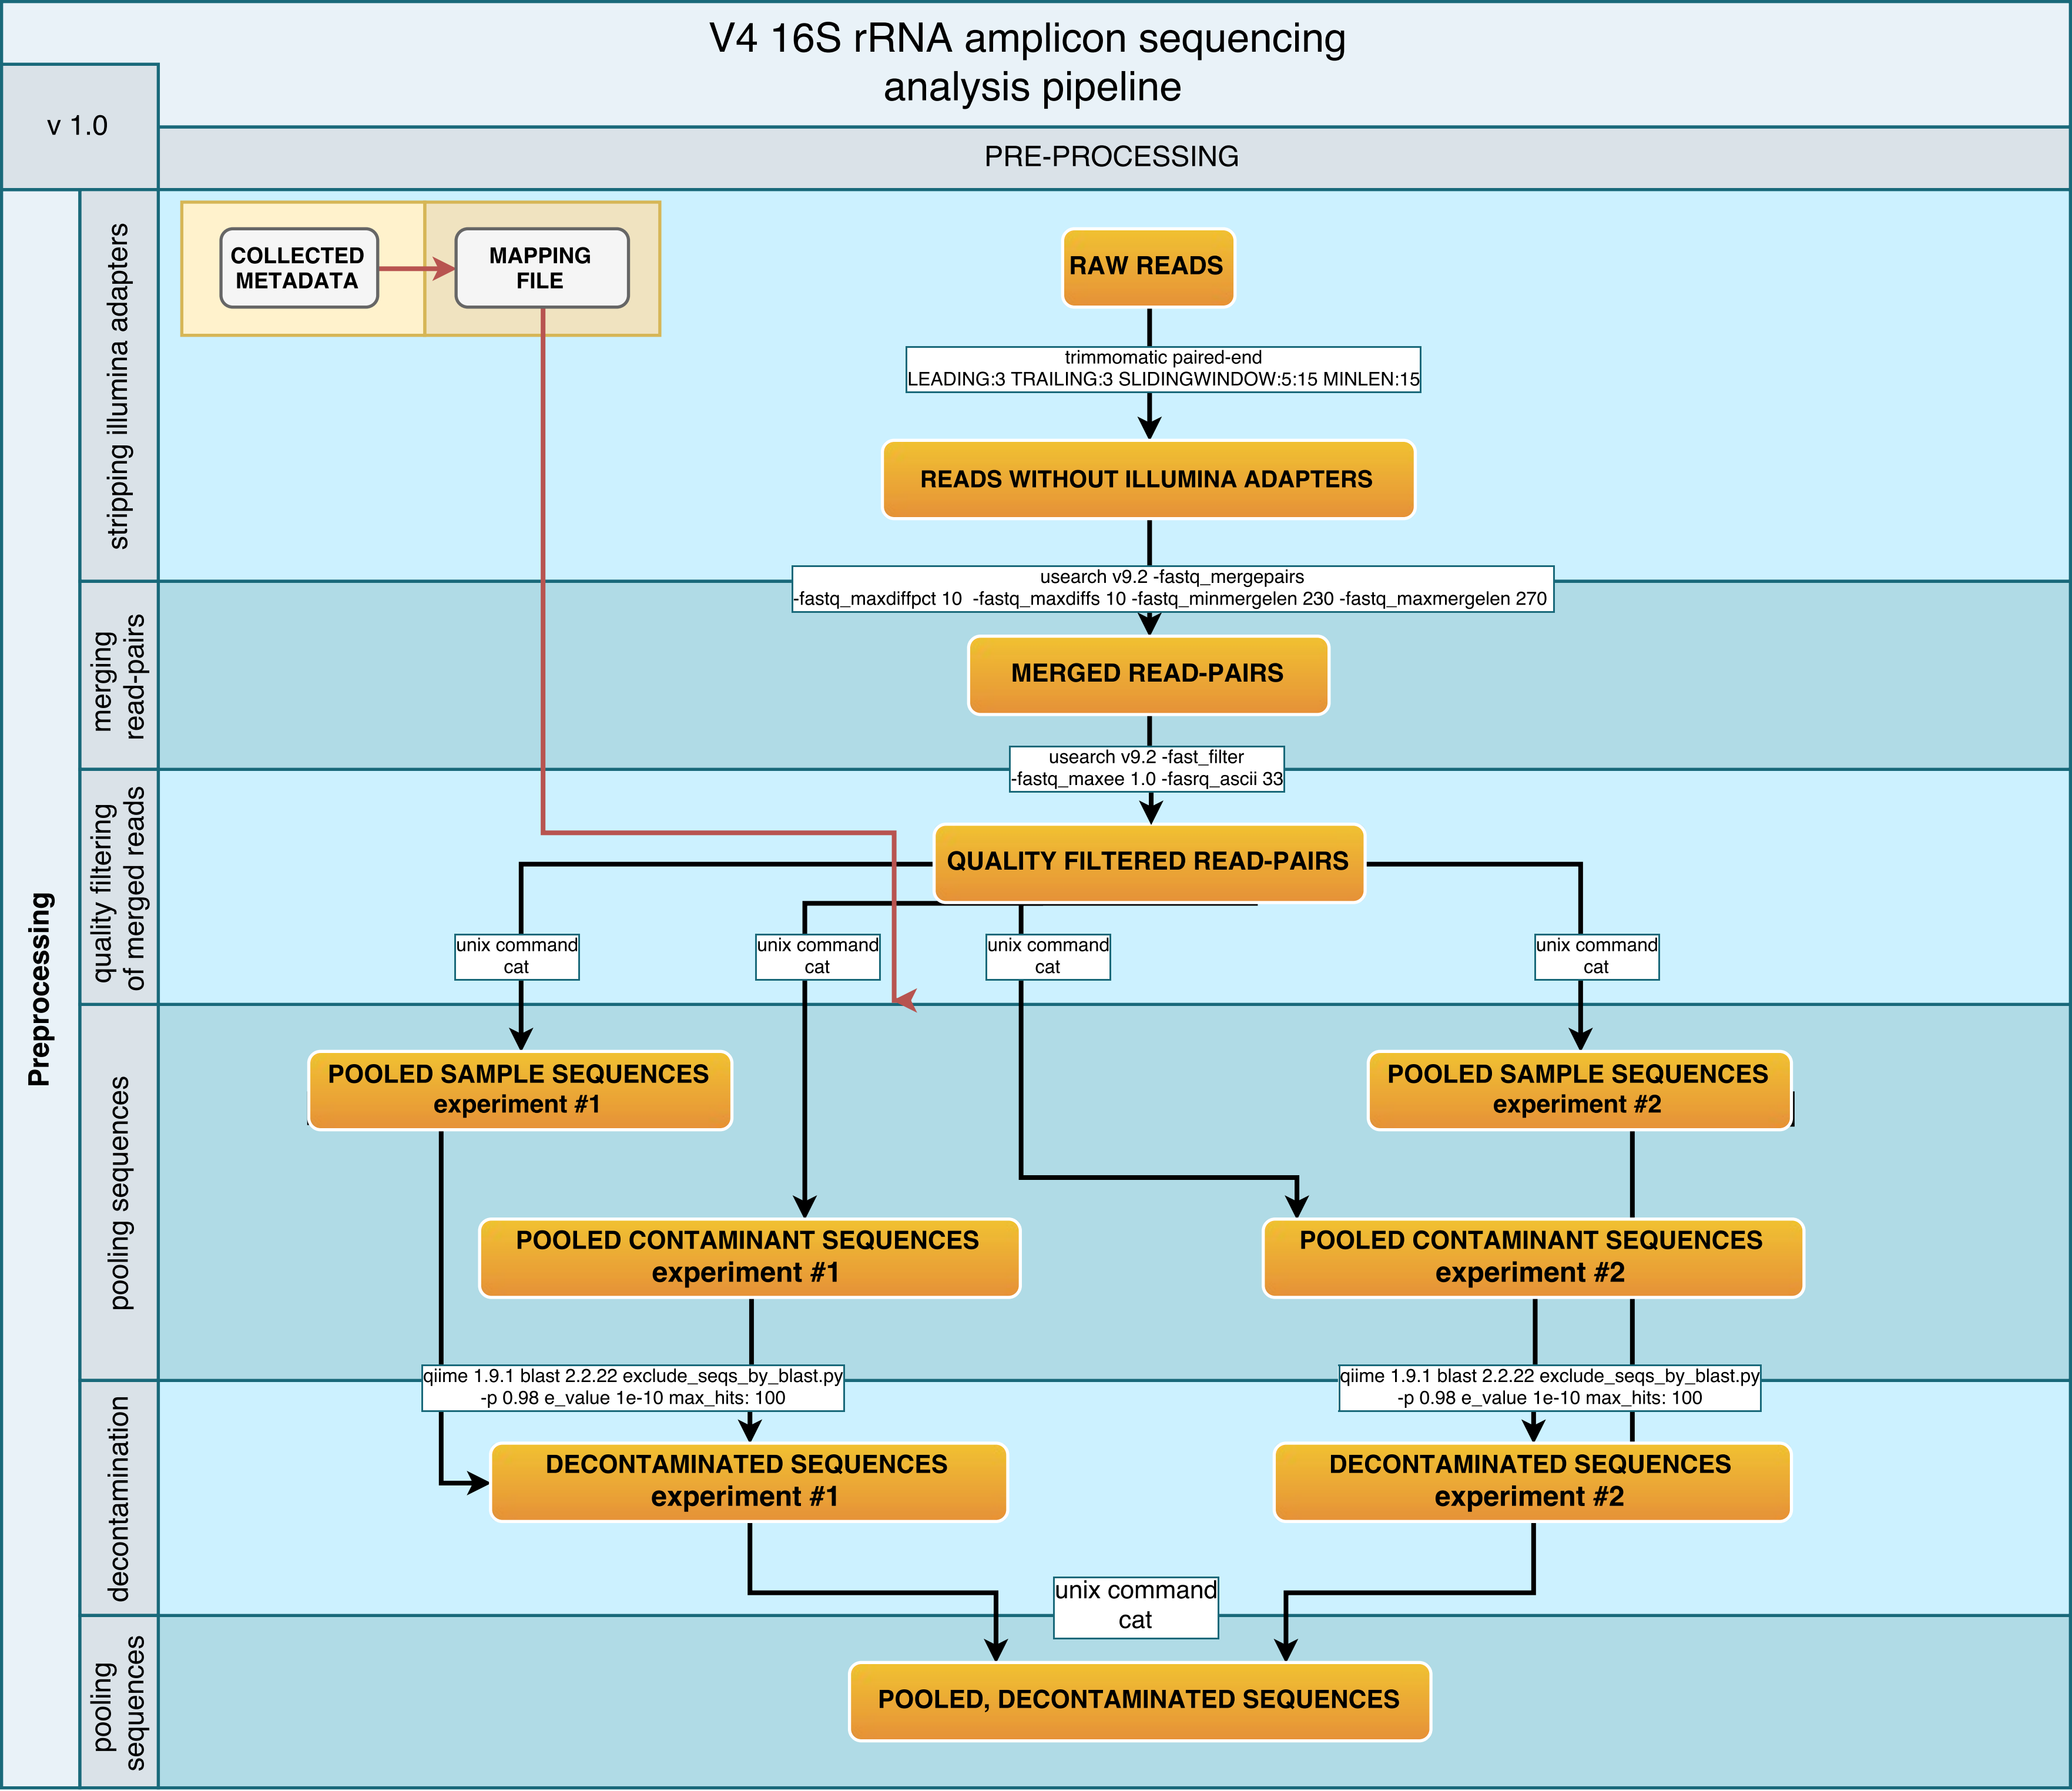 V4 16S rRNA amplicon sequencing
analysis pipeline
v 1.0
PRE-PROCESSING
Preprocessing
stripping illumina adapters
COLLECTED
METADATA
MAPPING
FILE
RAW READS
trimmomatic paired-end
LEADING:3 TRAILING:3 SLIDINGWINDOW:5:15 MINLEN:15
READS WITHOUT ILLUMINA ADAPTERS
usearch v9.2 -fastq_mergepairs
-fastq_maxdiffpct 10  -fastq_maxdiffs 10 -fastq_minmergelen 230 -fastq_maxmergelen 270
merging
read-pairs
MERGED READ-PAIRS
usearch v9.2 -fast_filter
-fastq_maxee 1.0 -fasrq_ascii 33
quality filtering
of merged reads
QUALITY FILTERED READ-PAIRS
unix command
cat
unix command
cat
unix command
cat
unix command
cat
pooling sequences
POOLED SAMPLE SEQUENCES
experiment #1
POOLED SAMPLE SEQUENCES
experiment #2
POOLED CONTAMINANT SEQUENCES
experiment #1
POOLED CONTAMINANT SEQUENCES
experiment #2
qiime 1.9.1 blast 2.2.22 exclude_seqs_by_blast.py
-p 0.98 e_value 1e-10 max_hits: 100
qiime 1.9.1 blast 2.2.22 exclude_seqs_by_blast.py
-p 0.98 e_value 1e-10 max_hits: 100
decontamination
DECONTAMINATED SEQUENCES
experiment #1
DECONTAMINATED SEQUENCES
experiment #2
unix command
cat
pooling
sequences
POOLED, DECONTAMINATED SEQUENCES